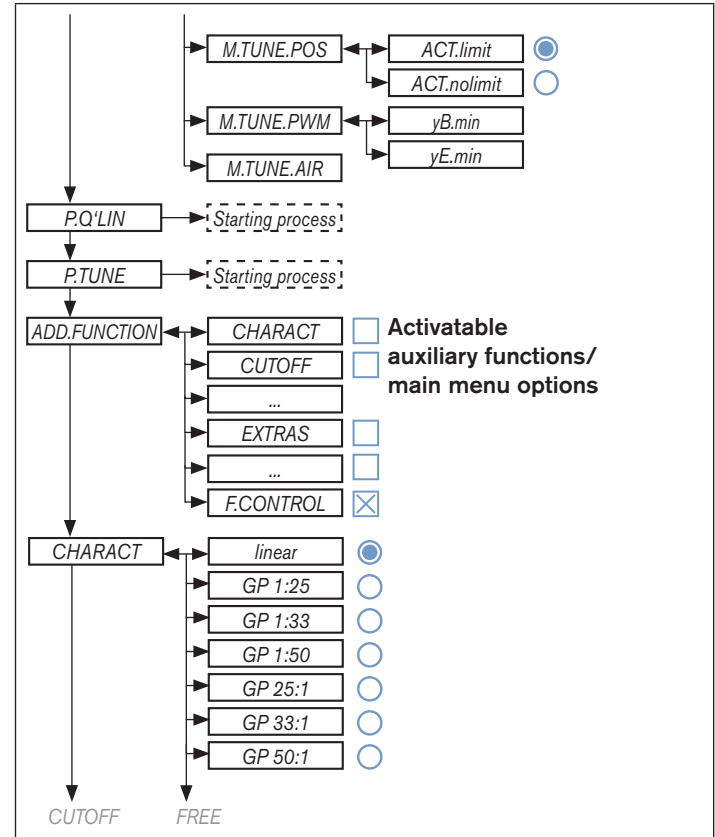 M.TUNE.POS ACT.limit
ACT.nolimit
M.TUNE.PWM yB.min
yE.min
M.TUNE.AIR
P.Q'LIN Starting process
P.TUNE Starting process
ADD.FUNCTION CHARACT Activatable
CUTOFF auxiliary functions/
main menu options
...
EXTRAS
...
F.CONTROL
CHARACT linear
GP 1:25
GP 1:33
GP 1:50
GP 25:1
GP 33:1
GP 50:1
CUTOFF FREE